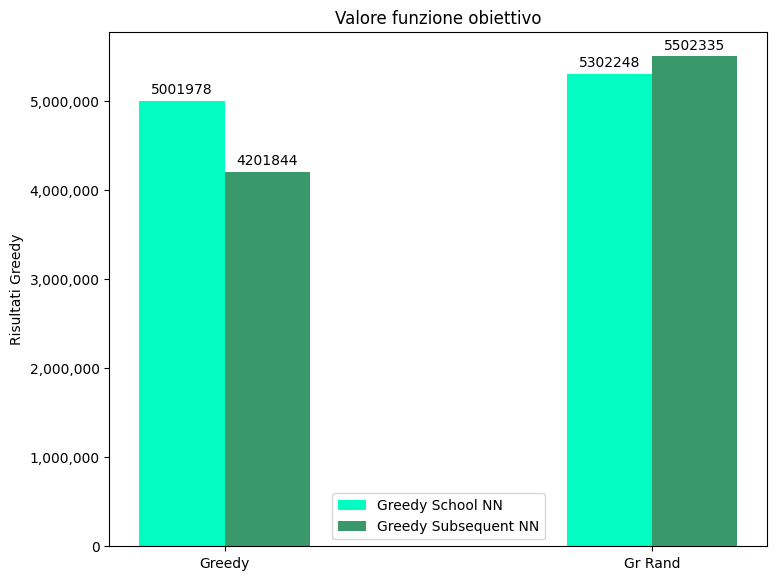 Valore funzione obiettivo
5502335
5302248
5001978
5,000,000
4201844
4,000,000
3,000,000
Risultati Greedy
2,000,000
1,000,000
Greedy School NN
Greedy Subsequent NN
0
Greedy
Gr Rand